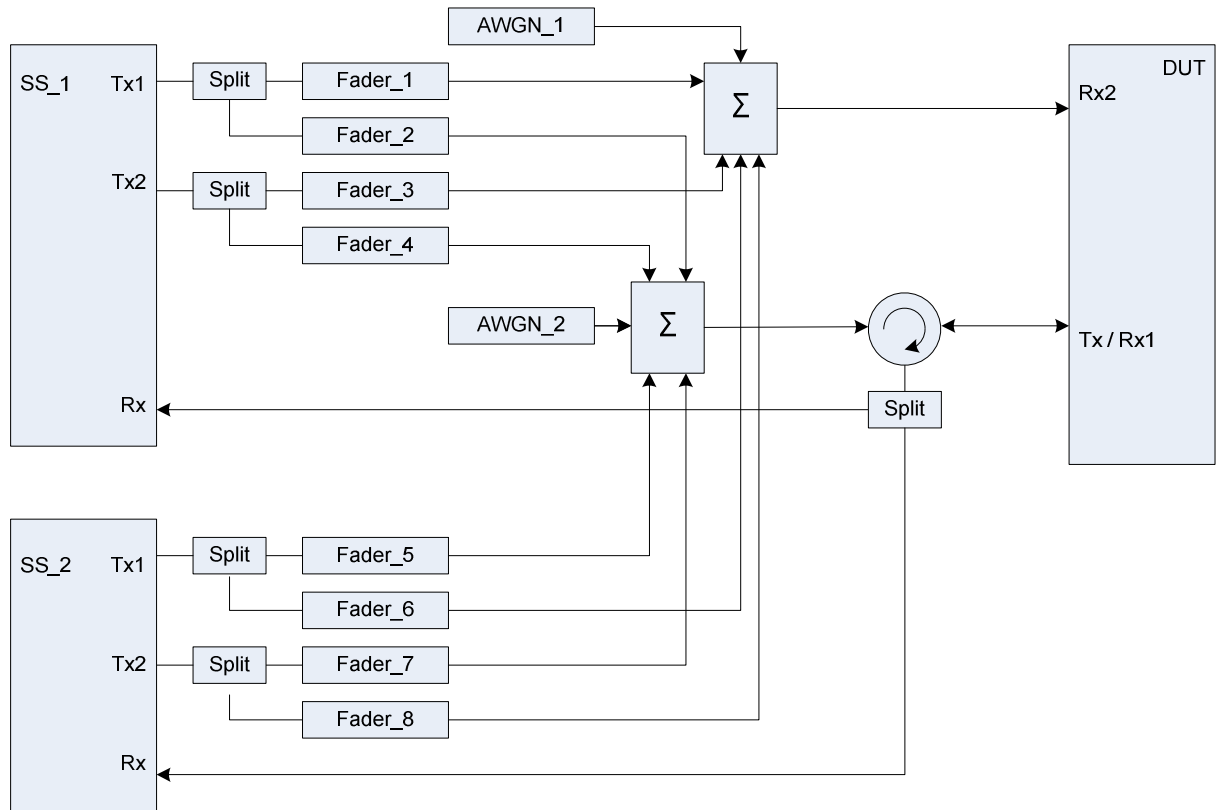 AWGN_1
SS_1
Tx1
Split
Fader_1
Σ
DUT
Rx2
Fader_2
Tx2
Split
Fader_3
Fader_4
AWGN_2
Σ
Tx / Rx1
Rx
Split
SS_2
Tx1
Split
Fader_5
Fader_6
Tx2
Split
Fader_7
Fader_8
Rx